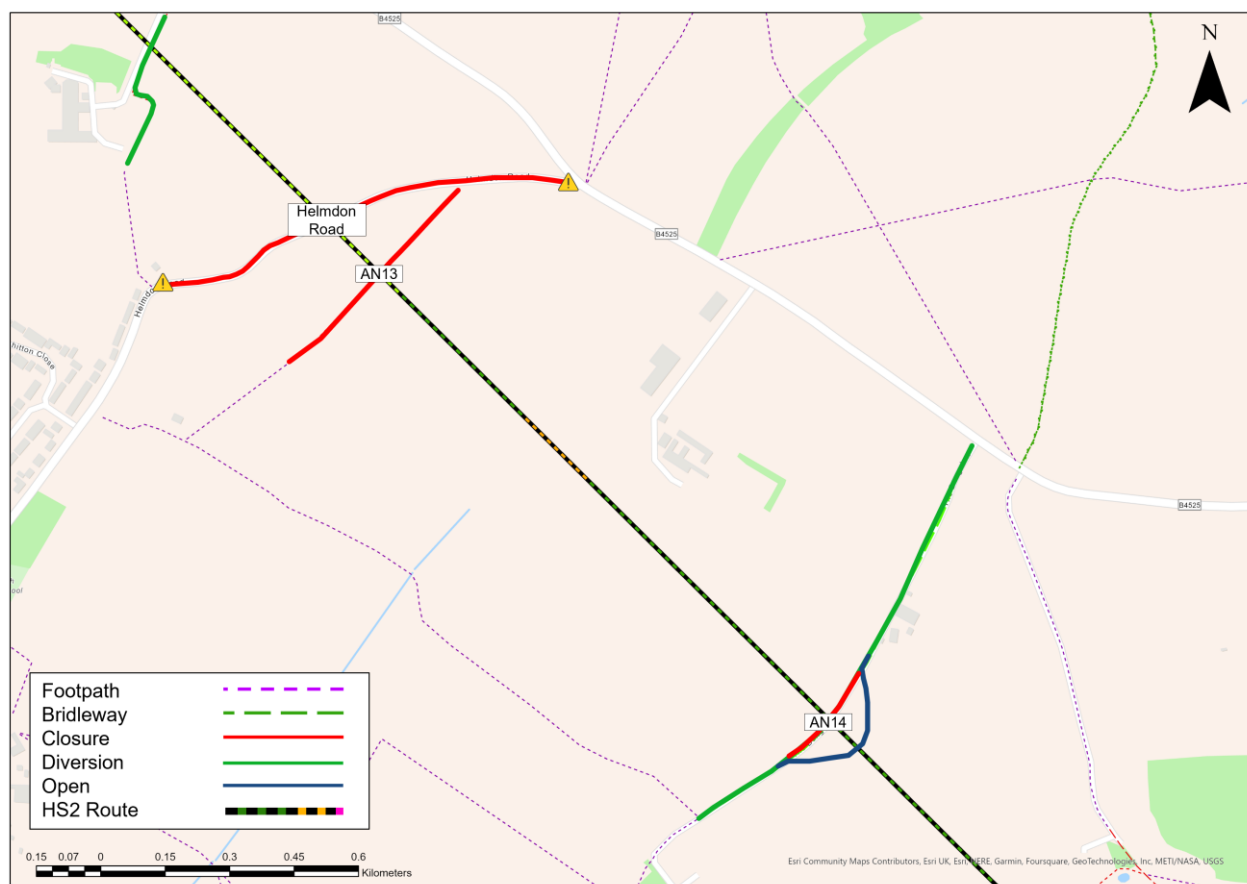 B4525
N
Helmdon
Road
B4525
AN13
hitton Close
B4525
ool
AN14
Footpath
Bridleway
Closure
Diversion
Open
HS2 Route
0.15 0.07 0 0.15 0.3 0.45 0.6
Kilometers
Esri Community Maps Contributors, Esri UK, Esri, HERE, Garmin, Foursquare, GeoTechnologies, Inc, METI/NASA, USGS